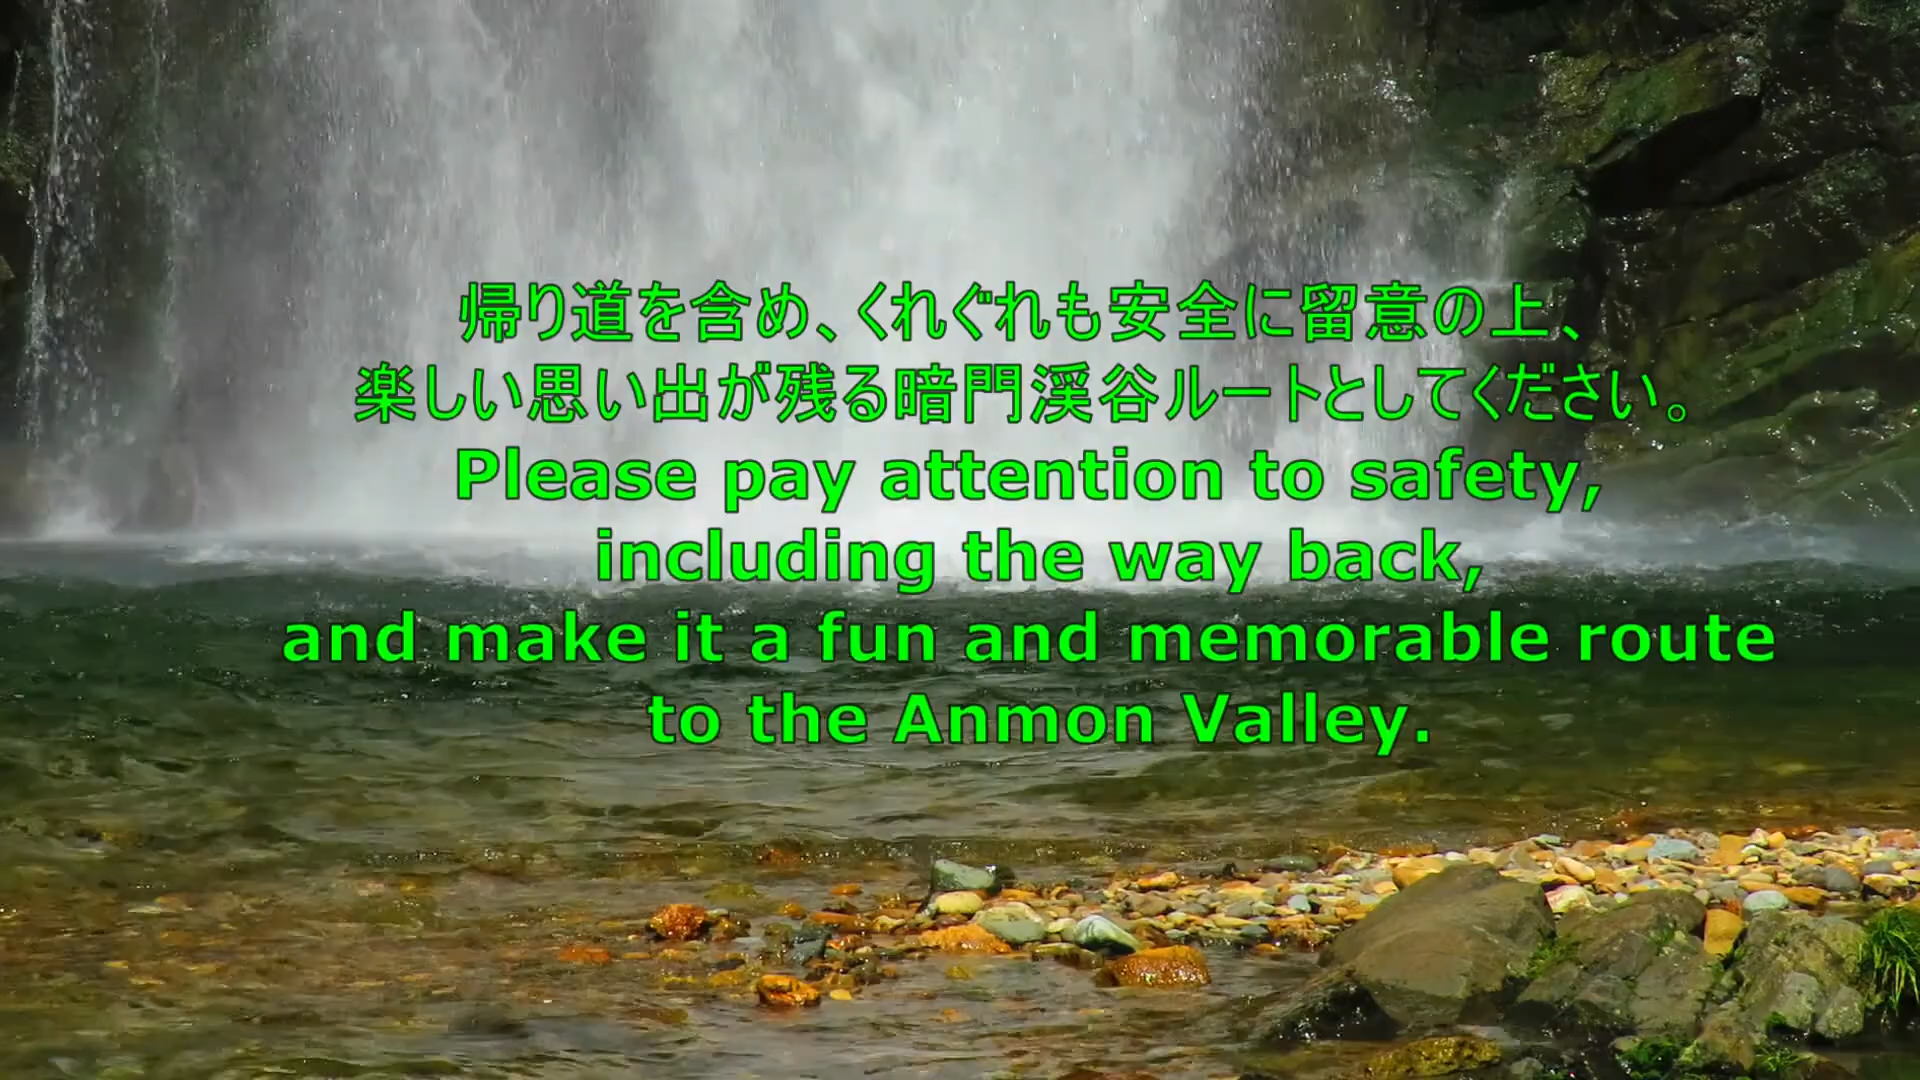 帰り道を含め、くれぐれも安全に留意の上、
楽しい思い出が残る暗門渓谷ルートとしてください。
Please pay attention to safety,
including the way back,
and make it a fun and memorable route
to the Anmon Valley.